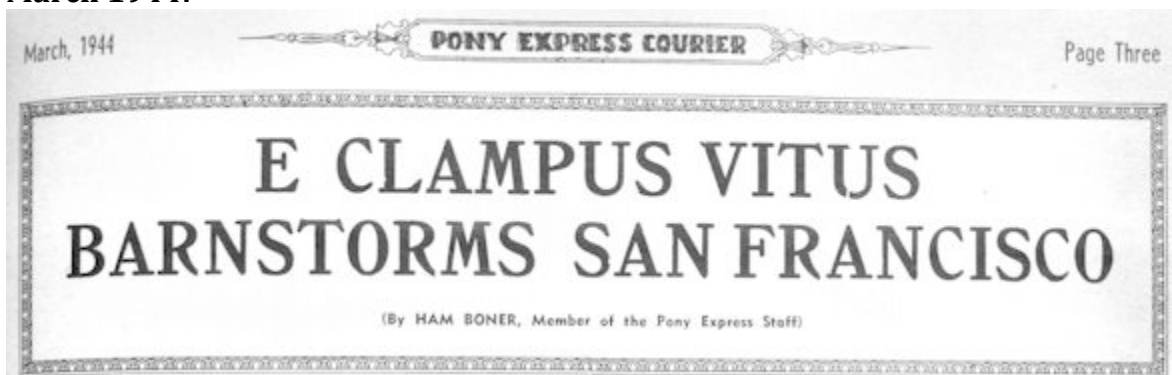 March 1944.
March, 1944
PONY EXPRESS COURIER
Page Three
E CLAMPUS VITUS
BARNSTORMS SAN FRANCISCO
(By HAM BONER, Member of the Pony Express Staff)